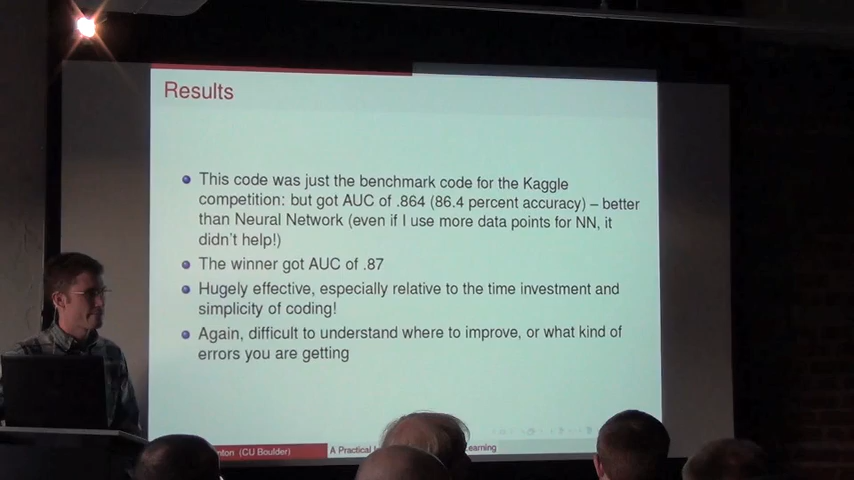 Results
This code was just the benchmark code for the Kaggle
competition: but got AUC of .864 (86.4 percent accuracy) – better
than Neural Network (even if I use more data points for NN, it
didn't help!)
The winner got AUC of .87
Hugely effective, especially relative to the time investment and
simplicity of coding!
Again, difficult to understand where to improve, or what kind of
errors you are getting
(CU Boulder) A Practical